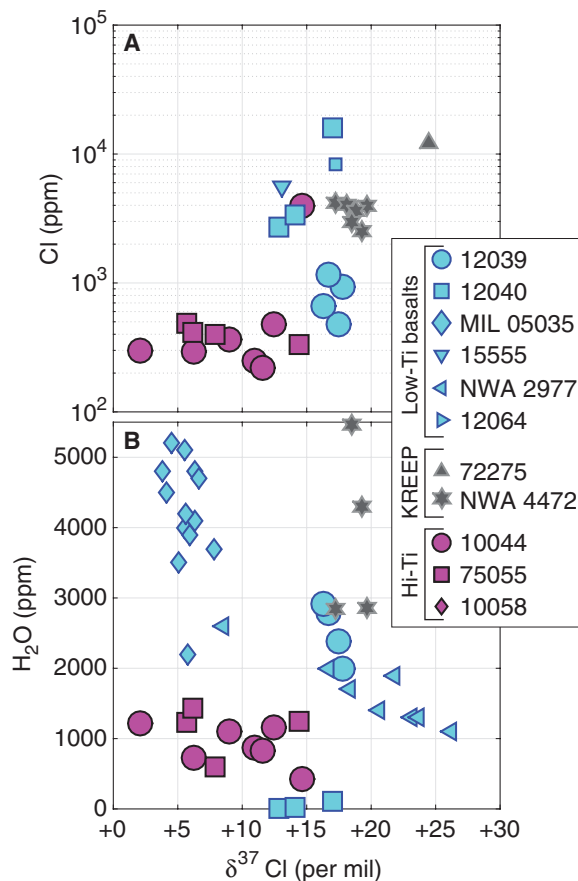 A
10^5
10^4
10^3
10^2
Cl (ppm)
B
5000
4000
3000
2000
1000
0
H₂O (ppm)
+0 +5 +10 +15 +20 +25 +30
δ³⁷ Cl (per mil)
Low-Ti basalts
12039
12040
MIL 05035
15555
NWA 2977
12064
KREEP
72275
NWA 4472
Hi-Ti
10044
75055
10058